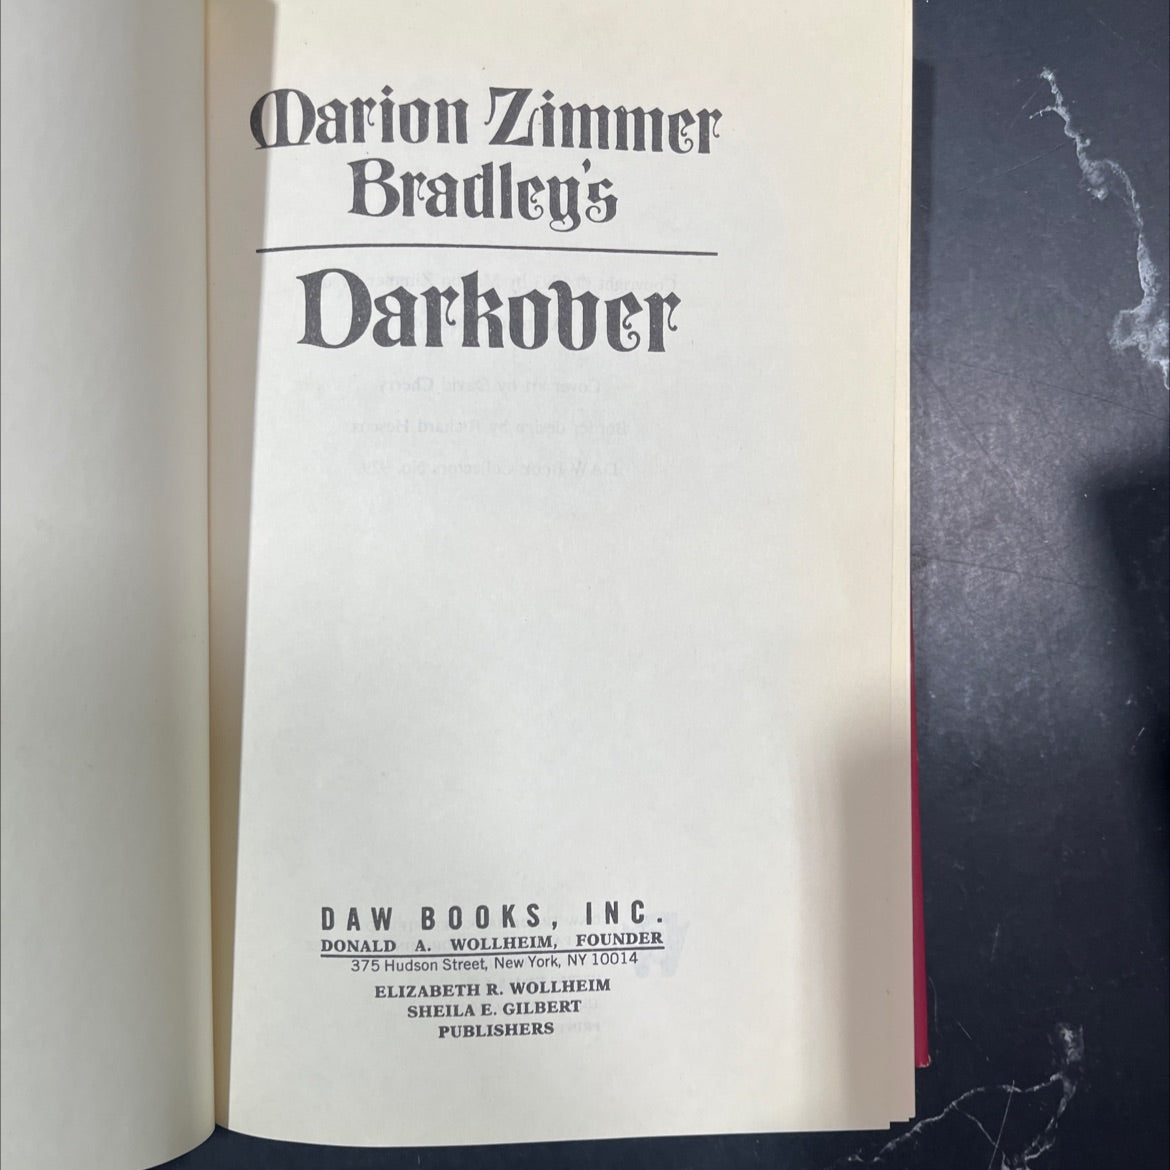 Marion Zimmer
Bradley's
Darkover
DAW BOOKS, INC.
DONALD A. WOLLHEIM, FOUNDER
375 Hudson Street, New York, NY 10014
ELIZABETH R. WOLLHEIM
SHEILA E. GILBERT
PUBLISHERS